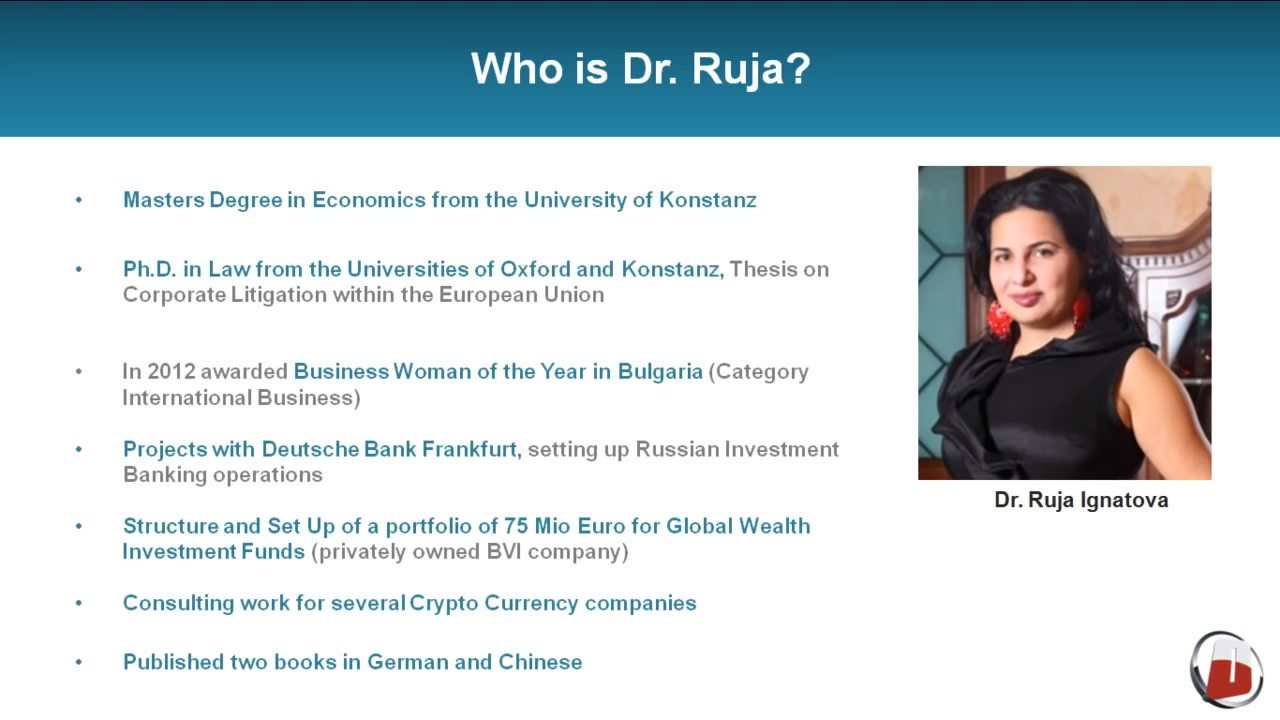 Who is Dr. Ruja?
• Masters Degree in Economics from the University of Konstanz
• Ph.D. in Law from the Universities of Oxford and Konstanz, Thesis on
Corporate Litigation within the European Union
• In 2012 awarded Business Woman of the Year in Bulgaria (Category
International Business)
• Projects with Deutsche Bank Frankfurt, setting up Russian Investment
Banking operations
• Structure and Set Up of a portfolio of 75 Mio Euro for Global Wealth
Investment Funds (privately owned BVI company)
• Consulting work for several Crypto Currency companies
• Published two books in German and Chinese
Dr. Ruja Ignatova